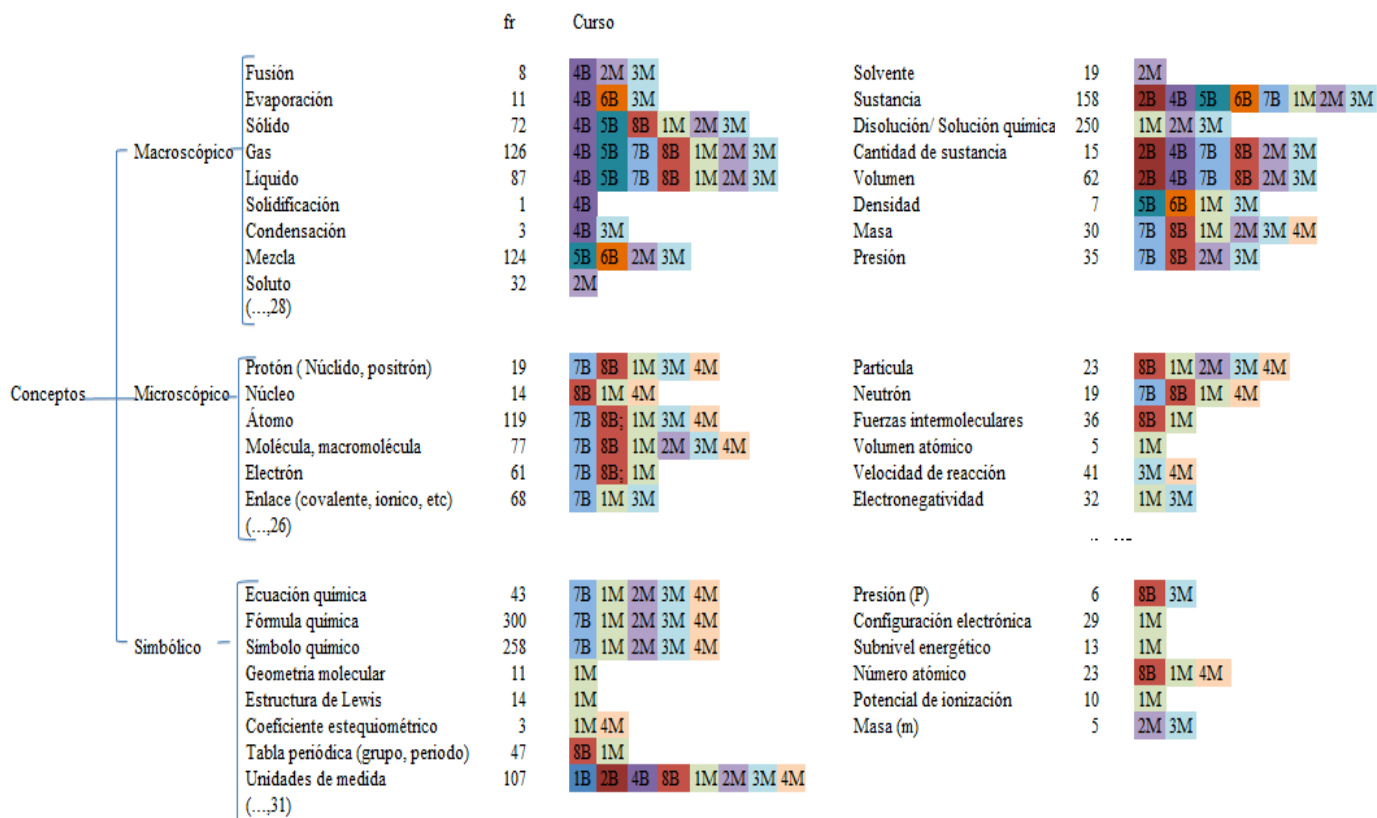 fr Curso
Fusión 8 4B 2M 3M Solvente 19 2M
Evaporación 11 4B 6B 3M Sustancia 158 2B 4B 5B 6B 7B 1M 2M 3M
Sólido 72 4B 5B 8B 1M 2M 3M Disolución/ Solución química 250 1M 2M 3M
Macroscópico Gas 126 4B 5B 7B 8B 1M 2M 3M Cantidad de sustancia 15 2B 4B 7B 8B 2M 3M
Líquido 87 4B 5B 7B 8B 1M 2M 3M Volumen 62 2B 4B 7B 8B 2M 3M
Solidificación 1 4B Densidad 7 5B 6B 1M 3M
Condensación 3 4B 3M Masa 30 7B 8B 1M 2M 3M 4M
Mezcla 124 5B 6B 2M 3M Presión 35 7B 8B 2M 3M
Soluto 32 2M
(...,28)
Protón ( Núclido, positrón) 19 7B 8B 1M 3M 4M Partícula 23 8B 1M 2M 3M 4M
Conceptos Microscópico Núcleo 14 8B 1M 4M Neutrón 19 7B 8B 1M 4M
Átomo 119 7B 8B; 1M 3M 4M Fuerzas intermoleculares 36 8B 1M
Molécula, macromolécula 77 7B 8B 1M 2M 3M 4M Volumen atómico 5 1M
Electrón 61 7B 8B; 1M Velocidad de reacción 41 3M 4M
Enlace (covalente, ionico, etc) 68 7B 1M 3M Electronegatividad 32 1M 3M
(...,26)
Ecuación química 43 7B 1M 2M 3M 4M Presión (P) 6 8B 3M
Fórmula química 300 7B 1M 2M 3M 4M Configuración electrónica 29 1M
Simbólico Símbolo químico 258 7B 1M 2M 3M 4M Subnivel energético 13 1M
Geometría molecular 11 1M Número atómico 23 8B 1M 4M
Estructura de Lewis 14 1M Potencial de ionización 10 1M
Coeficiente estequiométrico 3 1M 4M Masa (m) 5 2M 3M
Tabla periódica (grupo, periodo) 47 8B 1M
Unidades de medida 107 1B 2B 4B 8B 1M 2M 3M 4M
(...,31)